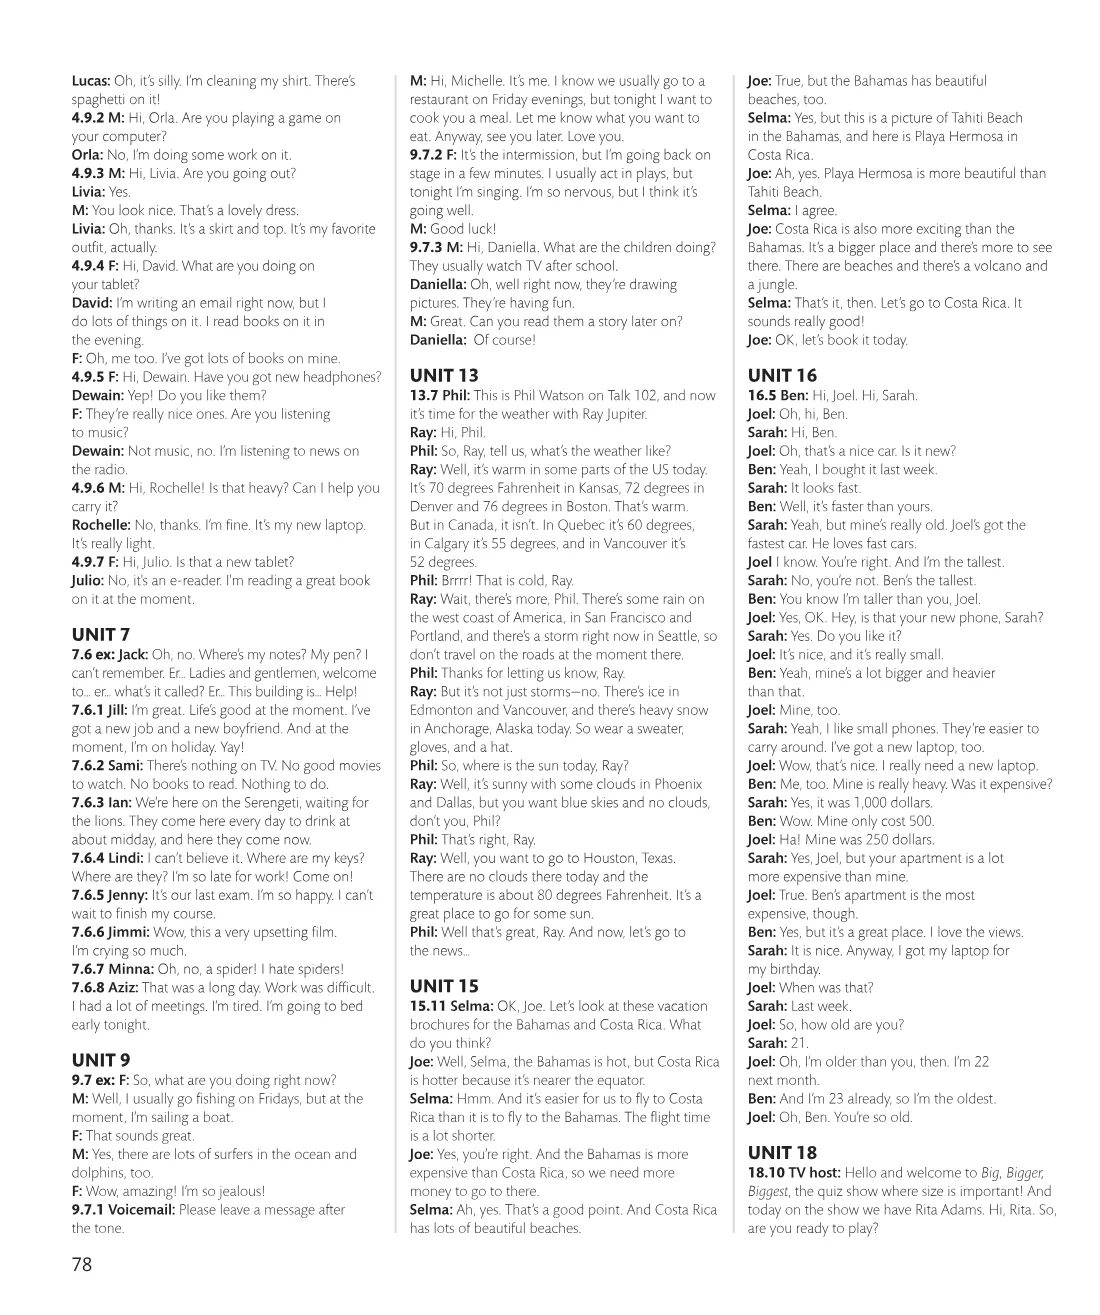 Lucas: Oh, it's silly. I'm cleaning my shirt. There's
spaghetti on it!
4.9.2 M: Hi, Orla. Are you playing a game on
your computer?
Orla: No, I'm doing some work on it.
4.9.3 M: Hi, Livia. Are you going out?
Livia: Yes.
M: You look nice. That's a lovely dress.
Livia: Oh, thanks. It's a skirt and top. It's my favorite
outfit, actually.
4.9.4 F: Hi, David. What are you doing on
your tablet?
David: I'm writing an email right now, but I
do lots of things on it. I read books on it in
the evening.
F: Oh, me too. I've got lots of books on mine.
4.9.5 F: Hi, Dewain. Have you got new headphones?
Dewain: Yep! Do you like them?
F: They're really nice ones. Are you listening
to music?
Dewain: Not music, no. I'm listening to news on
the radio.
4.9.6 M: Hi, Rochelle! Is that heavy? Can I help you
carry it?
Rochelle: No, thanks. I'm fine. It's my new laptop.
It's really light.
4.9.7 F: Hi, Julio. Is that a new tablet?
Julio: No, it's an e-reader. I'm reading a great book
on it at the moment.
UNIT 7
7.6 ex: Jack: Oh, no. Where's my notes? My pen? I
can't remember. Er... Ladies and gentlemen, welcome
to... er... what's it called? Er... This building is... Help!
7.6.1 Jill: I'm great. Life's good at the moment. I've
got a new job and a new boyfriend. And at the
moment, I'm on holiday. Yay!
7.6.2 Sami: There's nothing on TV. No good movies
to watch. No books to read. Nothing to do.
7.6.3 Ian: We're here on the Serengeti, waiting for
the lions. They come here every day to drink at
about midday, and here they come now.
7.6.4 Lindi: I can't believe it. Where are my keys?
Where are they? I'm so late for work! Come on!
7.6.5 Jenny: It's our last exam. I'm so happy. I can't
wait to finish my course.
7.6.6 Jimmi: Wow, this a very upsetting film.
I'm crying so much.
7.6.7 Minna: Oh, no, a spider! I hate spiders!
7.6.8 Aziz: That was a long day. Work was difficult.
I had a lot of meetings. I'm tired. I'm going to bed
early tonight.
UNIT 9
9.7 ex: F: So, what are you doing right now?
M: Well, I usually go fishing on Fridays, but at the
moment, I'm sailing a boat.
F: That sounds great.
M: Yes, there are lots of surfers in the ocean and
dolphins, too.
F: Wow, amazing! I'm so jealous!
9.7.1 Voicemail: Please leave a message after
the tone.
M: Hi, Michelle. It's me. I know we usually go to a
restaurant on Friday evenings, but tonight I want to
cook you a meal. Let me know what you want to
eat. Anyway, see you later. Love you.
9.7.2 F: It's the intermission, but I'm going back on
stage in a few minutes. I usually act in plays, but
tonight I'm singing. I'm so nervous, but I think it's
going well.
M: Good luck!
9.7.3 M: Hi, Daniella. What are the children doing?
They usually watch TV after school.
Daniella: Oh, well right now, they're drawing
pictures. They're having fun.
M: Great. Can you read them a story later on?
Daniella: Of course!
UNIT 13
13.7 Phil: This is Phil Watson on Talk 102, and now
it's time for the weather with Ray Jupiter.
Ray: Hi, Phil.
Phil: So, Ray, tell us, what's the weather like?
Ray: Well, it's warm in some parts of the US today.
It's 70 degrees Fahrenheit in Kansas, 72 degrees in
Denver and 76 degrees in Boston. That's warm.
But in Canada, it isn't. In Quebec it's 60 degrees,
in Calgary it's 55 degrees, and in Vancouver it's
52 degrees.
Phil: Brrrr! That is cold, Ray.
Ray: Wait, there's more, Phil. There's some rain on
the west coast of America, in San Francisco and
Portland, and there's a storm right now in Seattle, so
don't travel on the roads at the moment there.
Phil: Thanks for letting us know, Ray.
Ray: But it's not just storms—no. There's ice in
Edmonton and Vancouver, and there's heavy snow
in Anchorage, Alaska today. So wear a sweater,
gloves, and a hat.
Phil: So, where is the sun today, Ray?
Ray: Well, it's sunny with some clouds in Phoenix
and Dallas, but you want blue skies and no clouds,
don't you, Phil?
Phil: That's right, Ray.
Ray: Well, you want to go to Houston, Texas.
There are no clouds there today and the
temperature is about 80 degrees Fahrenheit. It's a
great place to go for some sun.
Phil: Well that's great, Ray. And now, let's go to
the news...
UNIT 15
15.11 Selma: OK, Joe. Let's look at these vacation
brochures for the Bahamas and Costa Rica. What
do you think?
Joe: Well, Selma, the Bahamas is hot, but Costa Rica
is hotter because it's nearer the equator.
Selma: Hmm. And it's easier for us to fly to Costa
Rica than it is to fly to the Bahamas. The flight time
is a lot shorter.
Joe: Yes, you're right. And the Bahamas is more
expensive than Costa Rica, so we need more
money to go to there.
Selma: Ah, yes. That's a good point. And Costa Rica
has lots of beautiful beaches.
Joe: True, but the Bahamas has beautiful
beaches, too.
Selma: Yes, but this is a picture of Tahiti Beach
in the Bahamas, and here is Playa Hermosa in
Costa Rica.
Joe: Ah, yes. Playa Hermosa is more beautiful than
Tahiti Beach.
Selma: I agree.
Joe: Costa Rica is also more exciting than the
Bahamas. It's a bigger place and there's more to see
there. There are beaches and there's a volcano and
a jungle.
Selma: That's it, then. Let's go to Costa Rica. It
sounds really good!
Joe: OK, let's book it today.
UNIT 16
16.5 Ben: Hi, Joel. Hi, Sarah.
Joel: Oh, hi, Ben.
Sarah: Hi, Ben.
Joel: Oh, that's a nice car. Is it new?
Ben: Yeah, I bought it last week.
Sarah: It looks fast.
Ben: Well, it's faster than yours.
Sarah: Yeah, but mine's really old. Joel's got the
fastest car. He loves fast cars.
Joel I know. You're right. And I'm the tallest.
Sarah: No, you're not. Ben's the tallest.
Ben: You know I'm taller than you, Joel.
Joel: Yes, OK. Hey, is that your new phone, Sarah?
Sarah: Yes. Do you like it?
Joel: It's nice, and it's really small.
Ben: Yeah, mine's a lot bigger and heavier
than that.
Joel: Mine, too.
Sarah: Yeah, I like small phones. They're easier to
carry around. I've got a new laptop, too.
Joel: Wow, that's nice. I really need a new laptop.
Ben: Me, too. Mine is really heavy. Was it expensive?
Sarah: Yes, it was 1,000 dollars.
Ben: Wow. Mine only cost 500.
Joel: Ha! Mine was 250 dollars.
Sarah: Yes, Joel, but your apartment is a lot
more expensive than mine.
Joel: True. Ben's apartment is the most
expensive, though.
Ben: Yes, but it's a great place. I love the views.
Sarah: It is nice. Anyway, I got my laptop for
my birthday.
Joel: When was that?
Sarah: Last week.
Joel: So, how old are you?
Sarah: 21.
Joel: Oh, I'm older than you, then. I'm 22
next month.
Ben: And I'm 23 already, so I'm the oldest.
Joel: Oh, Ben. You're so old.
UNIT 18
18.10 TV host: Hello and welcome to Big, Bigger,
Biggest, the quiz show where size is important! And
today on the show we have Rita Adams. Hi, Rita. So,
are you ready to play?
78